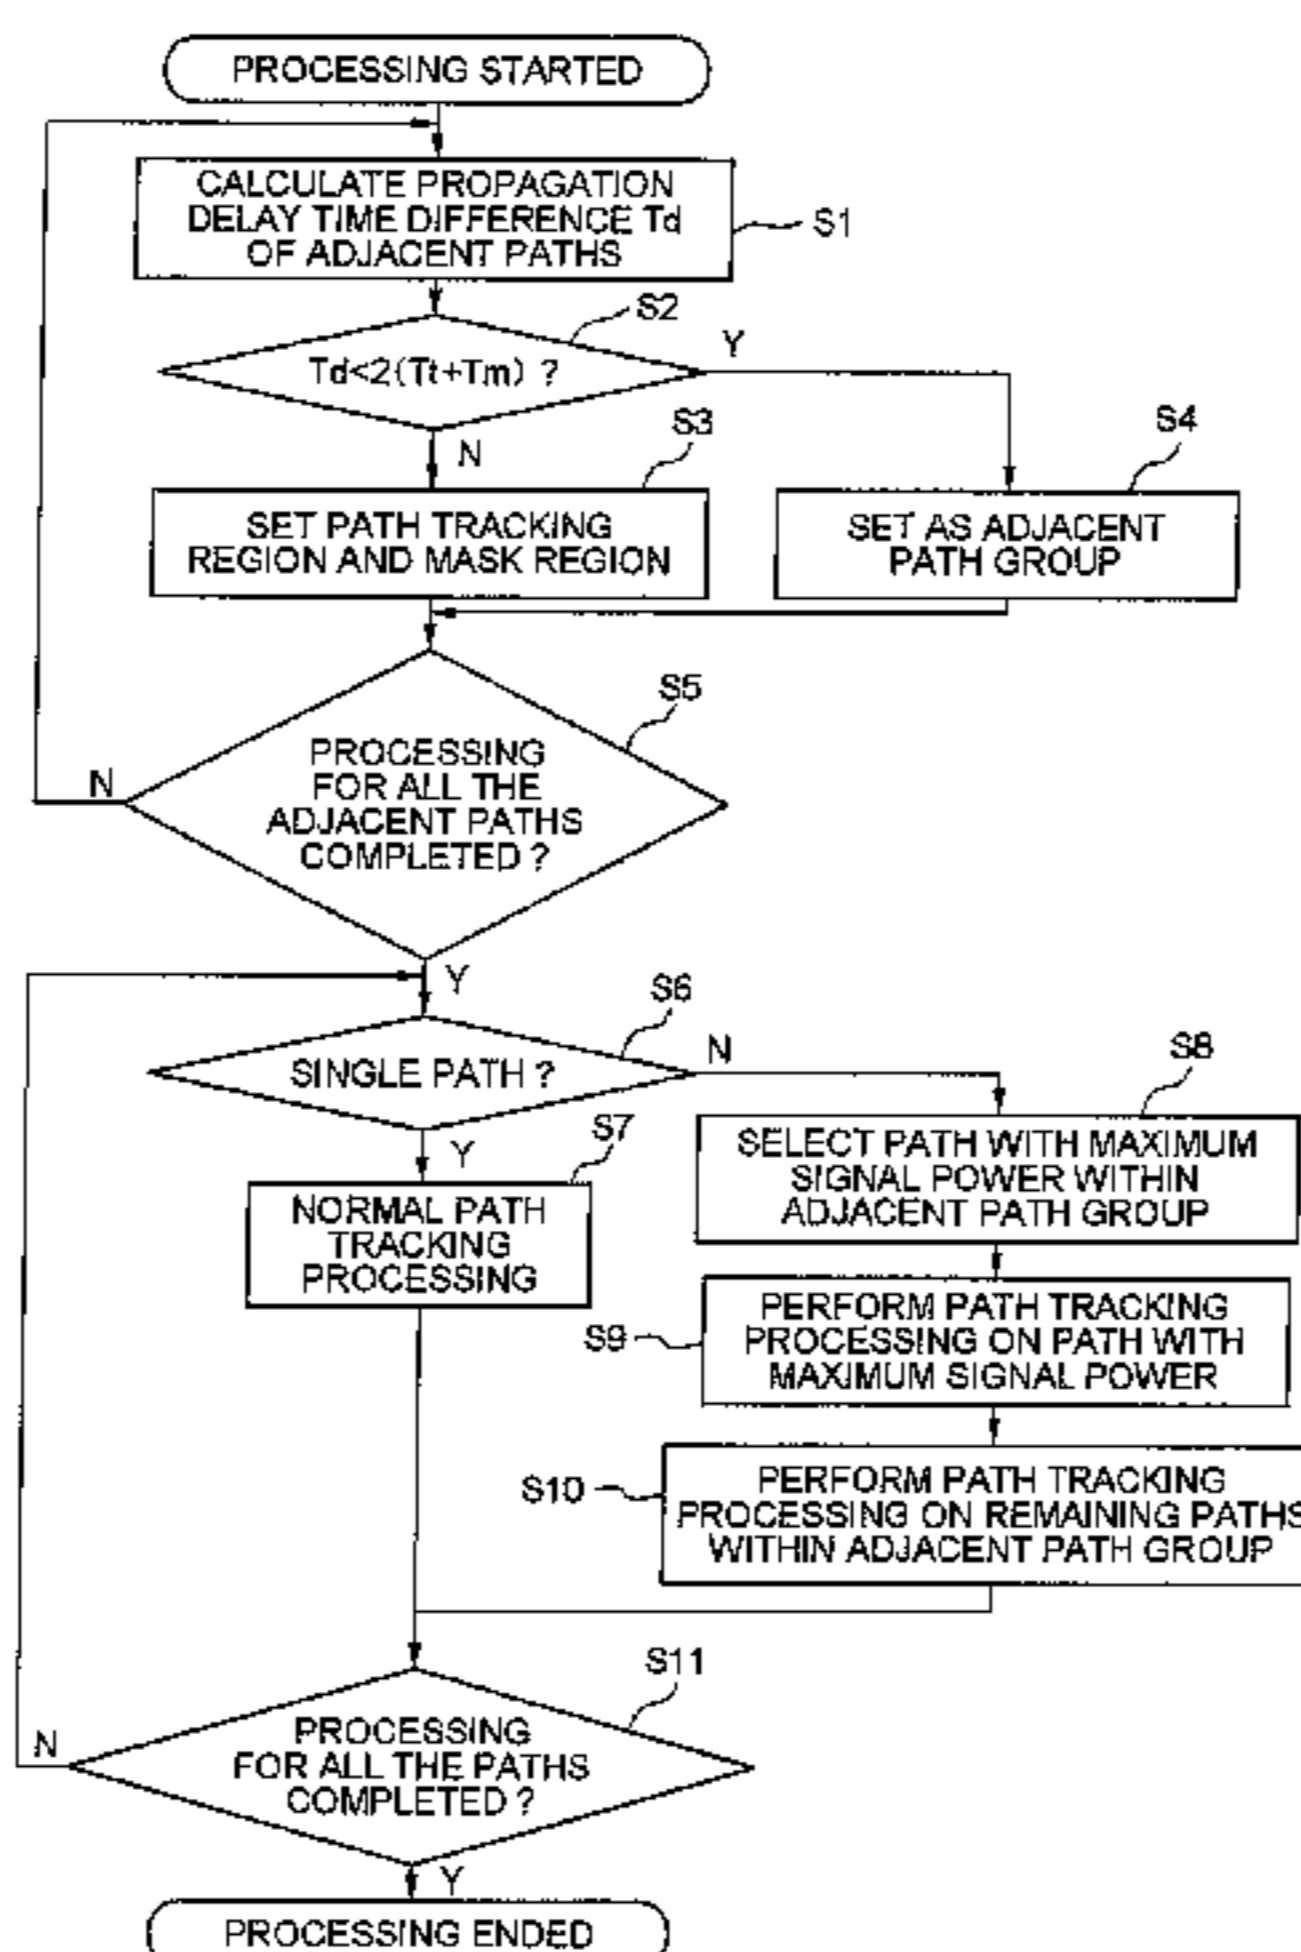 PROCESSING STARTED
CALCULATE PROPAGATION
DELAY TIME DIFFERENCE Td
OF ADJACENT PATHS
S1
S2
Td<2(Tt+Tm) ?
Y
N
S3
SET PATH TRACKING
REGION AND MASK REGION
S4
SET AS ADJACENT
PATH GROUP
S5
PROCESSING
FOR ALL THE
ADJACENT PATHS
COMPLETED ?
N
Y
S6
SINGLE PATH ?
N
Y
S7
NORMAL PATH
TRACKING
PROCESSING
S8
SELECT PATH WITH MAXIMUM
SIGNAL POWER WITHIN
ADJACENT PATH GROUP
S9
PERFORM PATH TRACKING
PROCESSING ON PATH WITH
MAXIMUM SIGNAL POWER
S10
PERFORM PATH TRACKING
PROCESSING ON REMAINING PATHS
WITHIN ADJACENT PATH GROUP
S11
PROCESSING
FOR ALL THE PATHS
COMPLETED ?
N
Y
PROCESSING ENDED